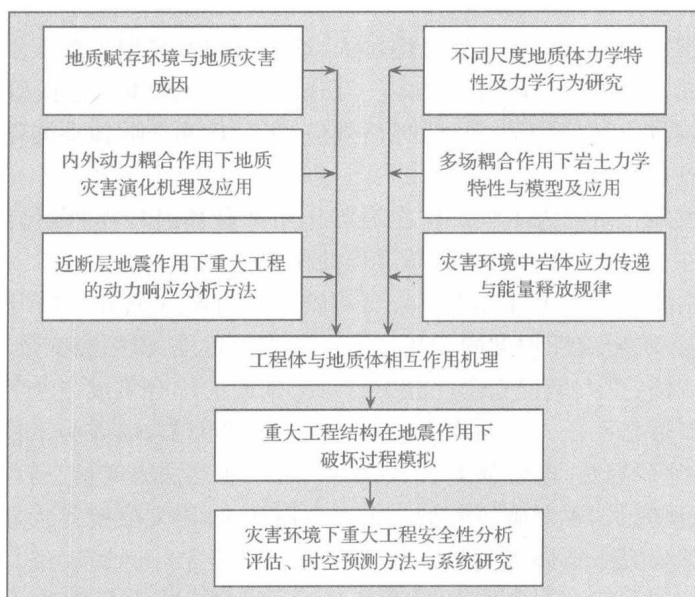 地质赋存环境与地质灾害
成因
不同尺度地质体力学特
性及力学行为研究
内外动力耦合作用下地质
灾害演化机理及应用
多场耦合作用下岩土力学
特性与模型及应用
近断层地震作用下重大工程
的动力响应分析方法
灾害环境中岩体应力传递
与能量释放规律
工程体与地质体相互作用机理
重大工程结构在地震作用下
破坏过程模拟
灾害环境下重大工程安全性分析
评估、时空预测方法与系统研究